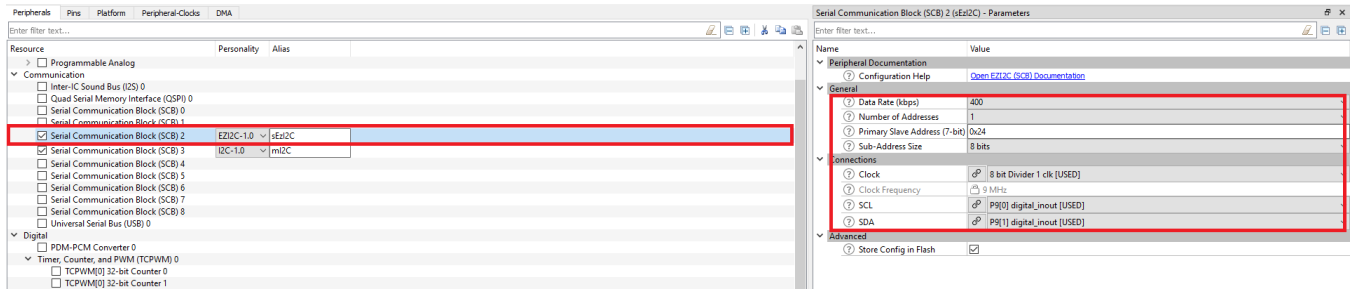 Peripherals Pins Platform Peripheral-Clocks DMA
Enter filter text...
Resource Personality Alias
Programmable Analog
Communication
Inter-IC Sound Bus (I2S) 0
Quad Serial Memory Interface (QSPI) 0
Serial Communication Block (SCB) 0
Serial Communication Block (SCB) 1
Serial Communication Block (SCB) 2 EZI2C-1.0 sEzI2C
Serial Communication Block (SCB) 3 I2C-1.0 mI2C
Serial Communication Block (SCB) 4
Serial Communication Block (SCB) 5
Serial Communication Block (SCB) 6
Serial Communication Block (SCB) 7
Serial Communication Block (SCB) 8
Universal Serial Bus (USB) 0
Digital
PDM-PCM Converter 0
Timer, Counter, and PWM (TCPWM) 0
TCPWM[0] 32-bit Counter 0
TCPWM[0] 32-bit Counter 1
Serial Communication Block (SCB) 2 (sEzI2C) - Parameters
Enter filter text...
Name Value
Peripheral Documentation
Configuration Help Open EZI2C (SCB) Documentation
General
Data Rate (kbps) 400
Number of Addresses 1
Primary Slave Address (7-bit) 0x24
Sub-Address Size 8 bits
Connections
Clock 8 bit Divider 1 clk [USED]
Clock Frequency 9 MHz
SCL P9[0] digital_inout [USED]
SDA P9[1] digital_inout [USED]
Advanced
Store Config in Flash